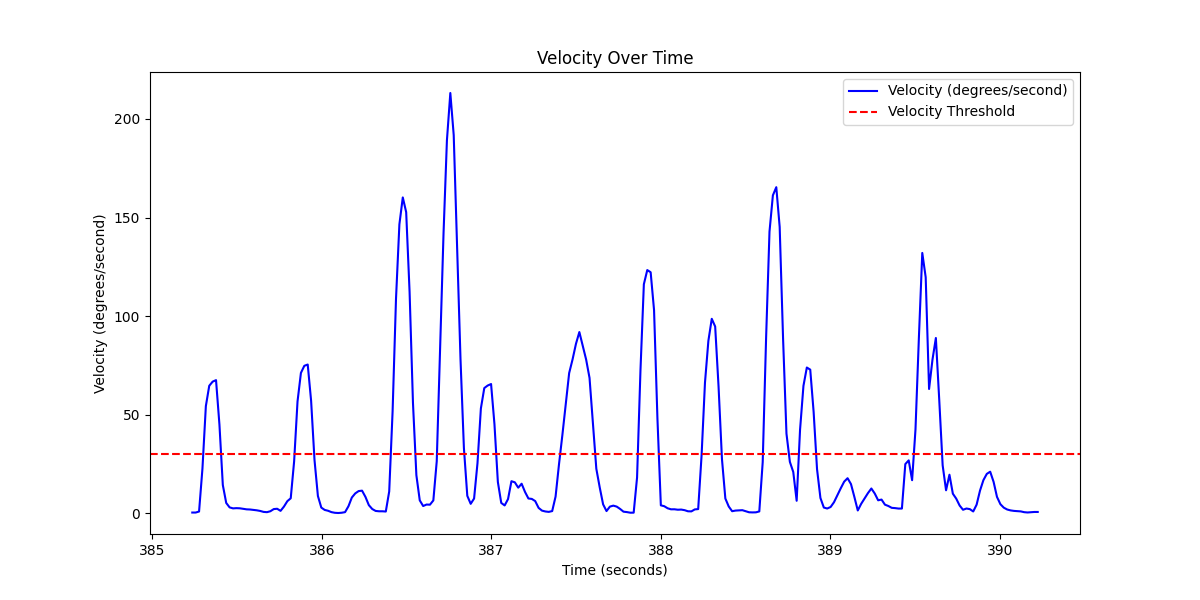 Velocity Over Time
Velocity (degrees/second)
Velocity Threshold
Velocity (degrees/second)
200
150
100
50
0
385
386
387
388
389
390
Time (seconds)